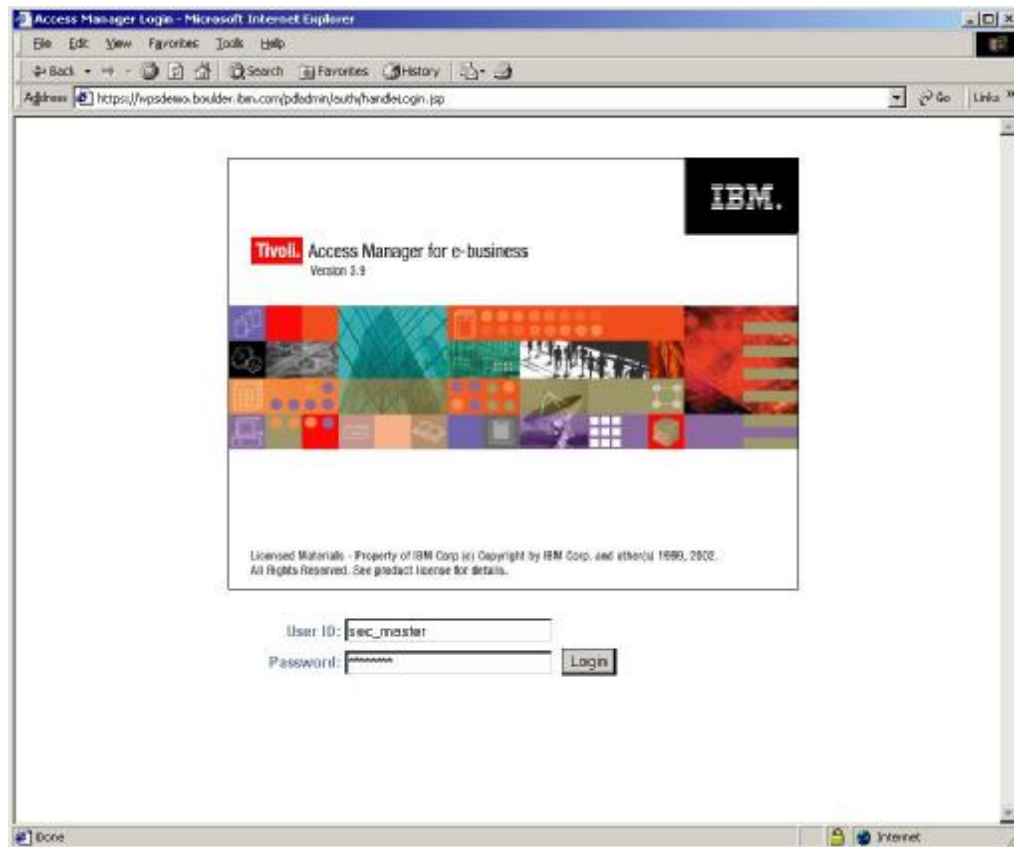 Access Manager Login - Microsoft Internet Explorer
File Edit View Favorites Tools Help
Back Search Favorites History
Address https://wpsdemo.boulder.ibm.com/pdadmin/auth/handleLogin.jsp Go Links »
IBM.
Tivoli. Access Manager for e-business
Version 3.9
Licensed Materials - Property of IBM Corp (c) Copyright by IBM Corp. and other(s) 1999, 2002.
All Rights Reserved. See product license for details.
User ID: sec_master
Password: ******** Login
Done Internet